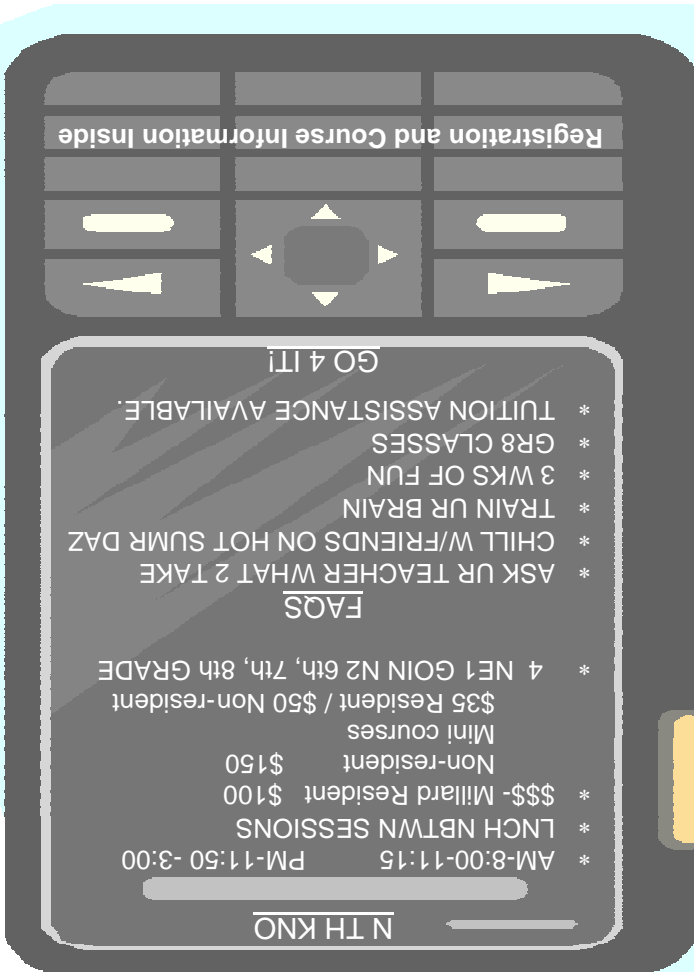 N TH KNO
* AM-8:00-11:15 PM-11:50 -3:00
* LNCH NBTWN SESSIONS
* $$$- Millard Resident $100
Non-resident $150
Mini courses
$35 Resident / $50 Non-resident
* 4 NE1 GOIN N2 6th, 7th, 8th GRADE
FAQS
* ASK UR TEACHER WHAT 2 TAKE
* CHILL W/FRIENDS ON HOT SUMR DAZ
* TRAIN UR BRAIN
* 3 WKS OF FUN
* GR8 CLASSES
* TUITION ASSISTANCE AVAILABLE.
GO 4 IT!
Registration and Course Information Inside